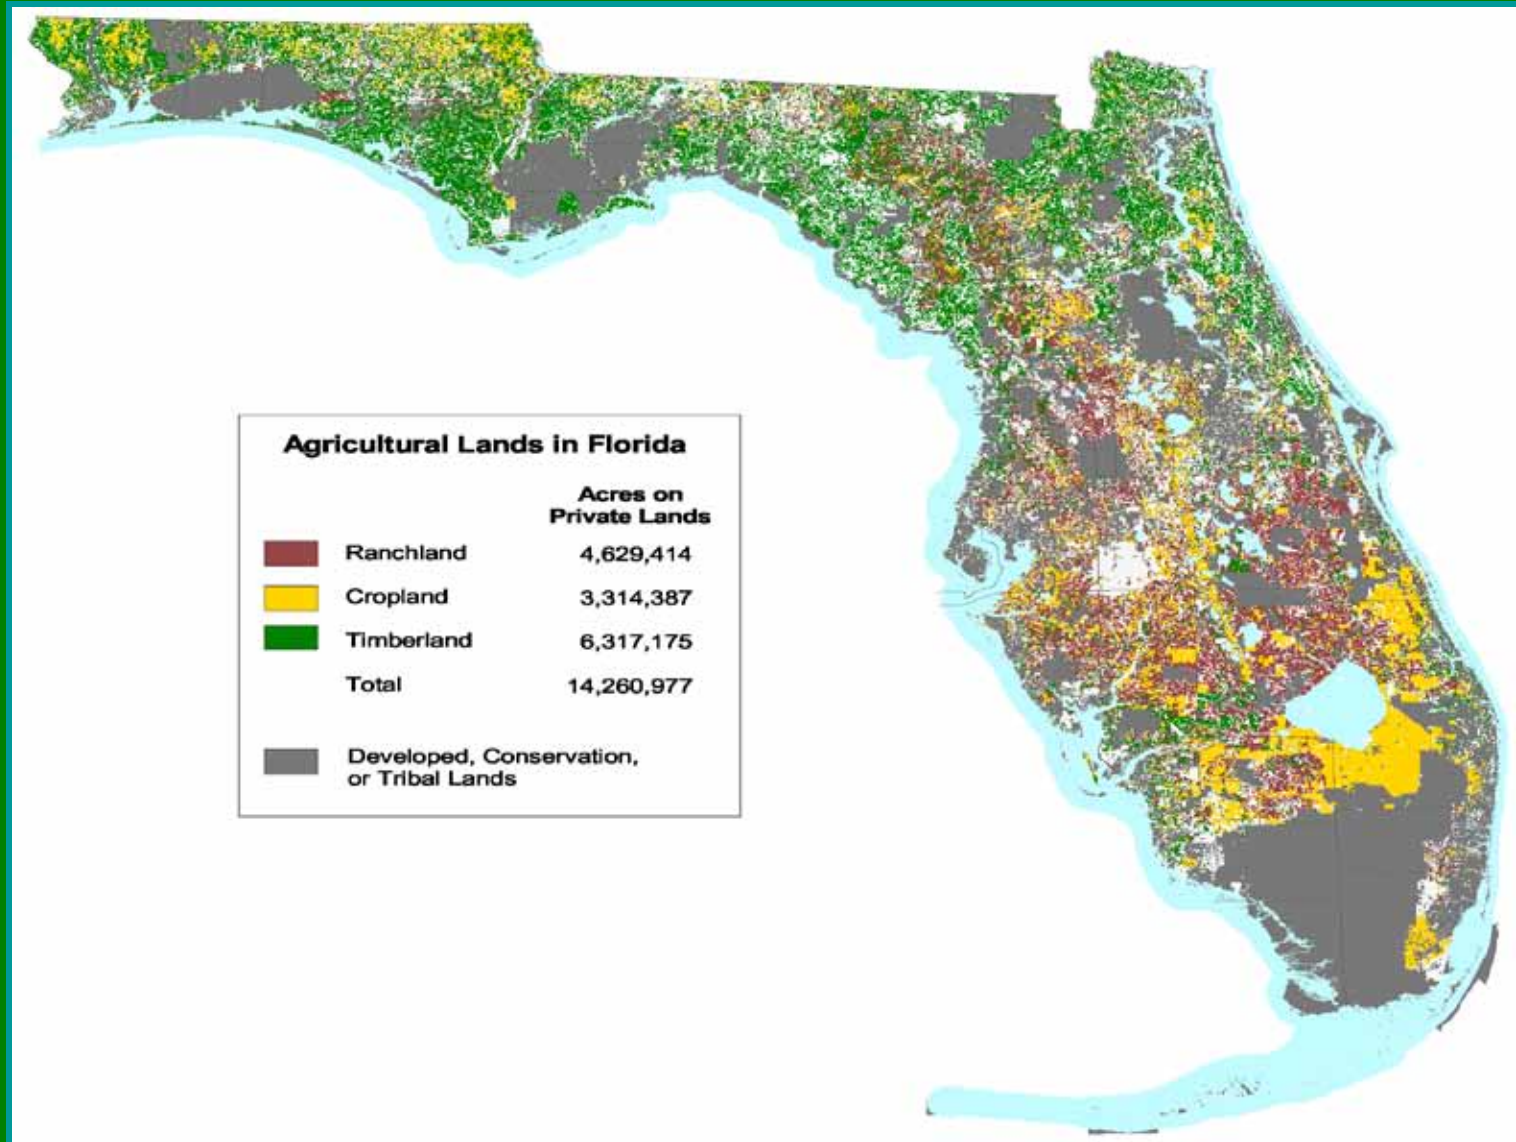 Agricultural Lands in Florida
Acres on
Private Lands
Ranchland 4,629,414
Cropland 3,314,387
Timberland 6,317,175
Total 14,260,977
Developed, Conservation,
or Tribal Lands